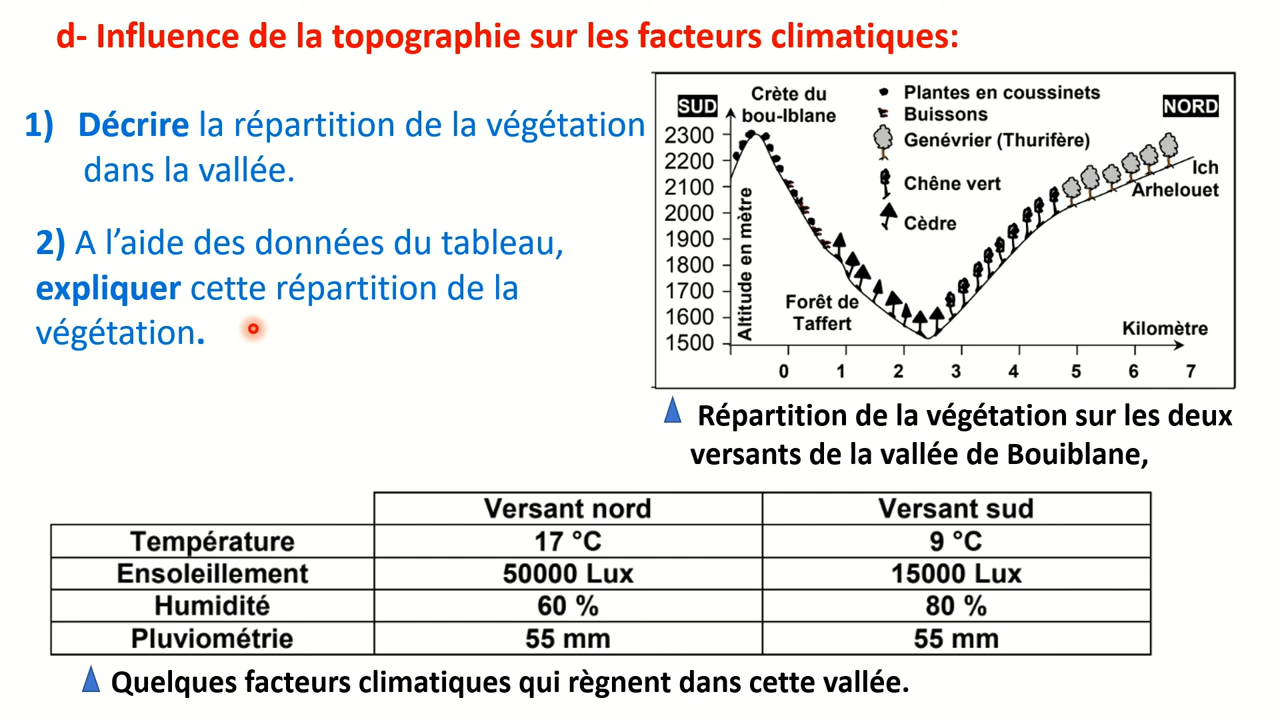 d- Influence de la topographie sur les facteurs climatiques:
1) Décrire la répartition de la végétation
dans la vallée.
2) A l'aide des données du tableau,
expliquer cette répartition de la
végétation.
SUD
Crète du
bou-Iblane
Plantes en coussinets
Buissons
Genévrier (Thurifère)
Chêne vert
Cèdre
NORD
Ich
Arhelouet
2300
2200
2100
2000
1900
1800
1700
1600
1500
Altitude en mètre
Forêt de
Taffert
Kilomètre
0 1 2 3 4 5 6 7
Répartition de la végétation sur les deux
versants de la vallée de Bouiblane,
Versant nord Versant sud
Température 17 °C 9 °C
Ensoleillement 50000 Lux 15000 Lux
Humidité 60 % 80 %
Pluviométrie 55 mm 55 mm
Quelques facteurs climatiques qui règnent dans cette vallée.